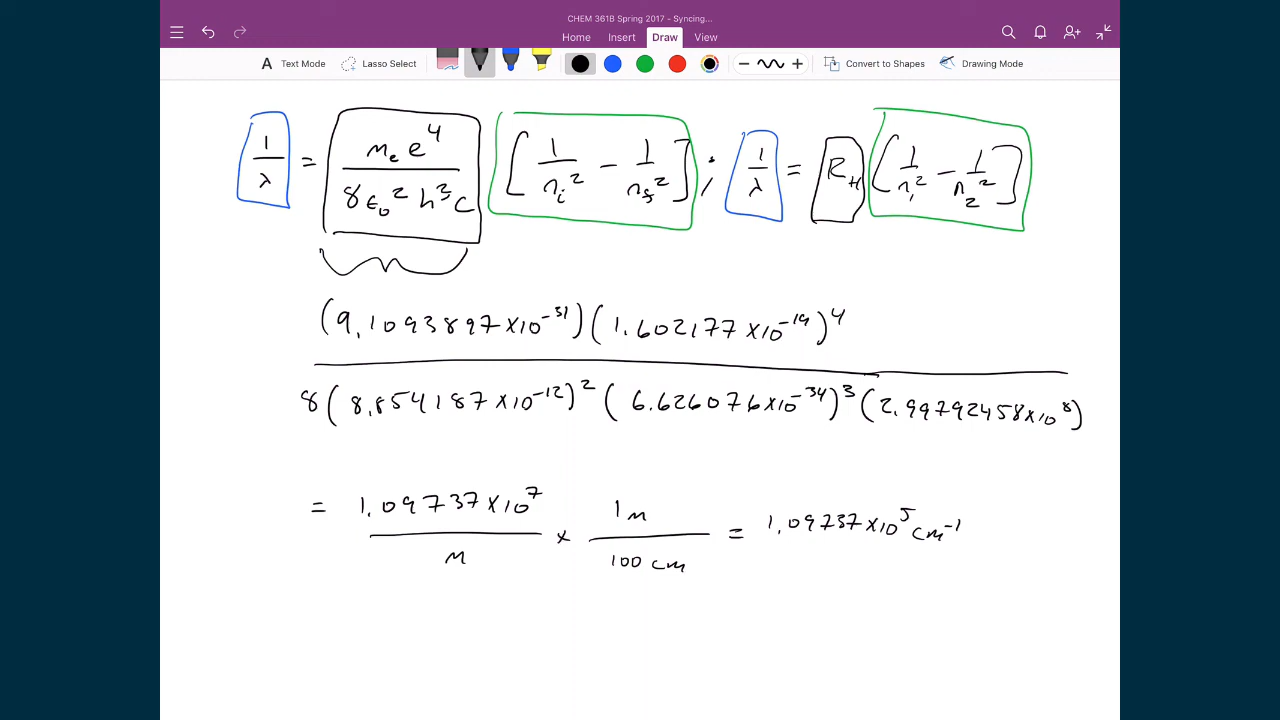 CHEM 361B Spring 2017 - Syncing...
Home Insert Draw View
Text Mode Lasso Select Convert to Shapes Drawing Mode
1/λ = mₑe⁴ / 8ε₀²h³c [1/nᵢ² - 1/n_f²] ; 1/λ = R_H [1/n₁² - 1/n₂²]
(9.1093897×10⁻³¹)(1.602177×10⁻¹⁹)⁴
8(8.854187×10⁻¹²)²(6.626076×10⁻³⁴)³(2.99792458×10⁸)
= 1.09737×10⁷ / m × 1m / 100 cm = 1.09737×10⁵ cm⁻¹